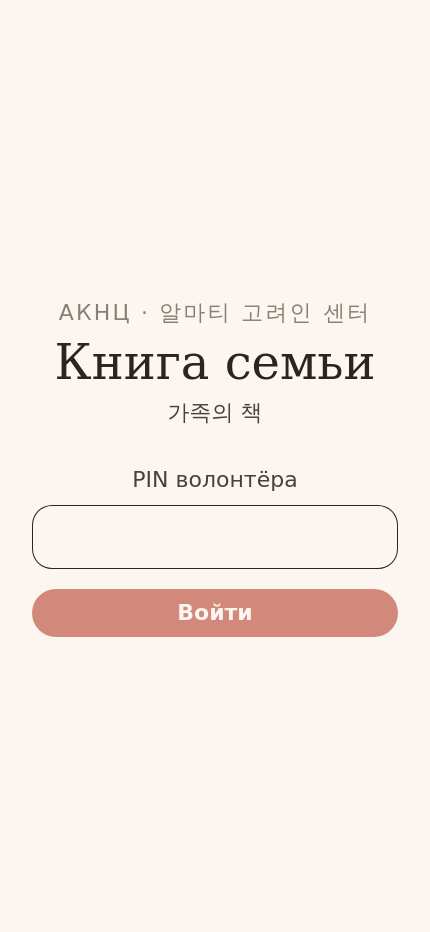 АКНЦ · 알마티 고려인 센터
Книга семьи
가족의 책
PIN волонтёра
Войти